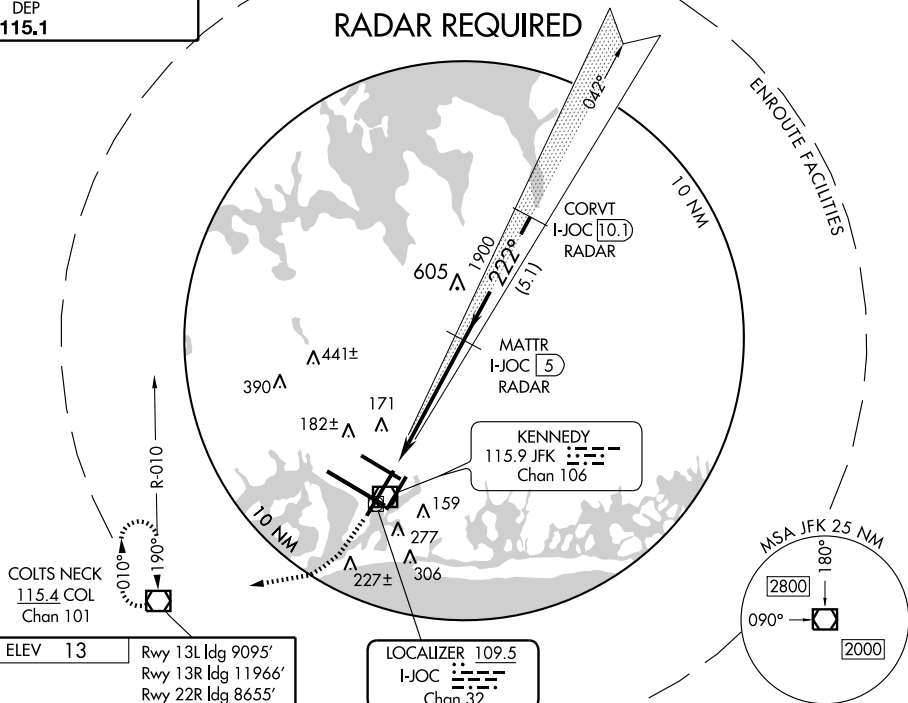 DEP
115.1
RADAR REQUIRED
ENROUTE FACILITIES
10 NM
042°
CORVT
I-JOC 10.1
RADAR
1900
222°
(5.1)
605
MATTR
I-JOC 5
RADAR
441±
390
171
182±
KENNEDY
115.9 JFK
Chan 106
R-010
159
277
306
227±
10 NM
190°
010°
COLTS NECK
115.4 COL
Chan 101
MSA JFK 25 NM
180°
2800
090°
2000
ELEV 13
Rwy 13L ldg 9095'
Rwy 13R ldg 11966'
Rwy 22R ldg 8655'
LOCALIZER 109.5
I-JOC
Chan 32